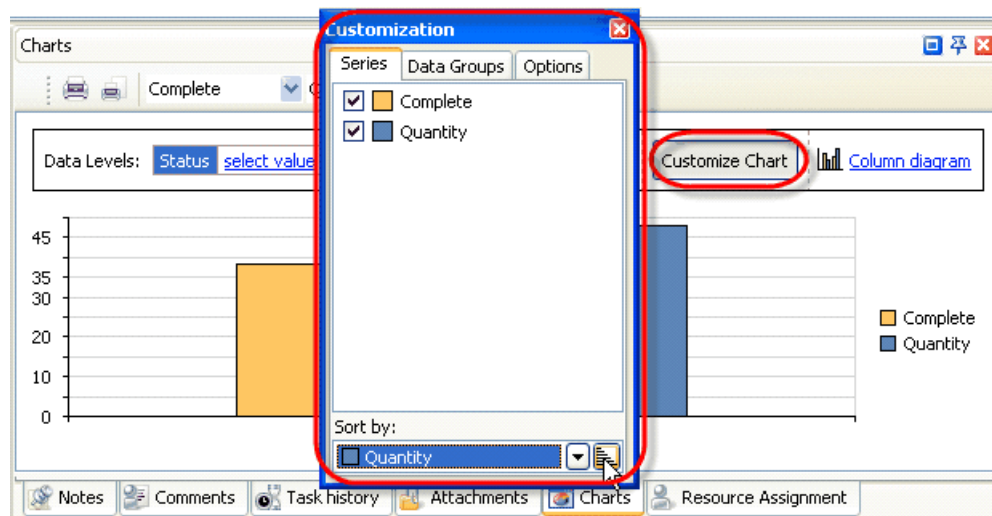 Customization
Charts
Series Data Groups Options
Complete
Complete
Quantity
Data Levels: Status select value
Customize Chart
Column diagram
45
35
30
20
10
0
Complete
Quantity
Sort by:
Quantity
Notes Comments Task history Attachments Charts Resource Assignment